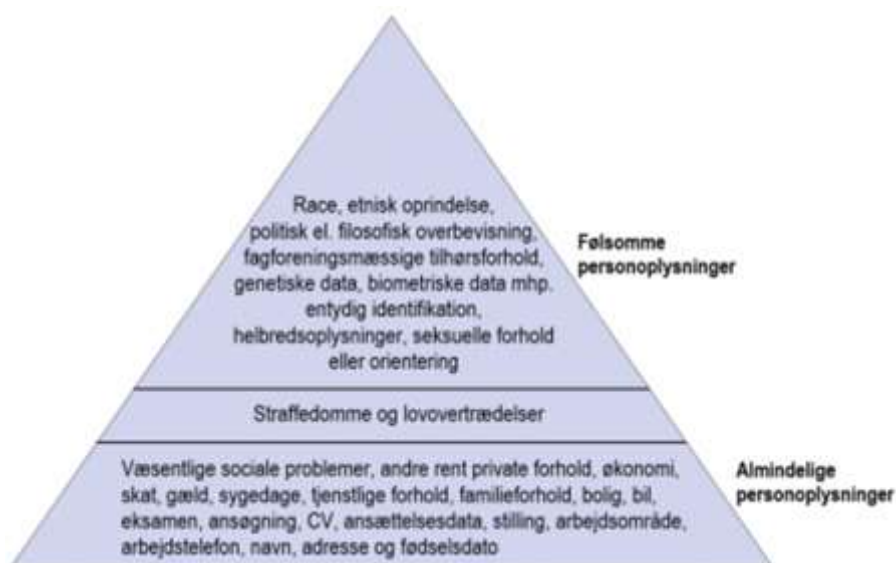 Race, etnisk oprindelse,
politisk el. filosofisk overbevisning,
fagforeningsmæssige tilhørsforhold,
genetiske data, biometriske data mhp.
entydig identifikation,
helbredsoplysninger, seksuelle forhold
eller orientering
Følsomme
personoplysninger
Straffedomme og lovovertrædelser
Væsentlige sociale problemer, andre rent private forhold, økonomi,
skat, gæld, sygedage, tjenstlige forhold, familieforhold, bolig, bil,
eksamen, ansøgning, CV, ansættelsesdata, stilling, arbejdsområde,
arbejdstelefon, navn, adresse og fødselsdato
Almindelige
personoplysninger